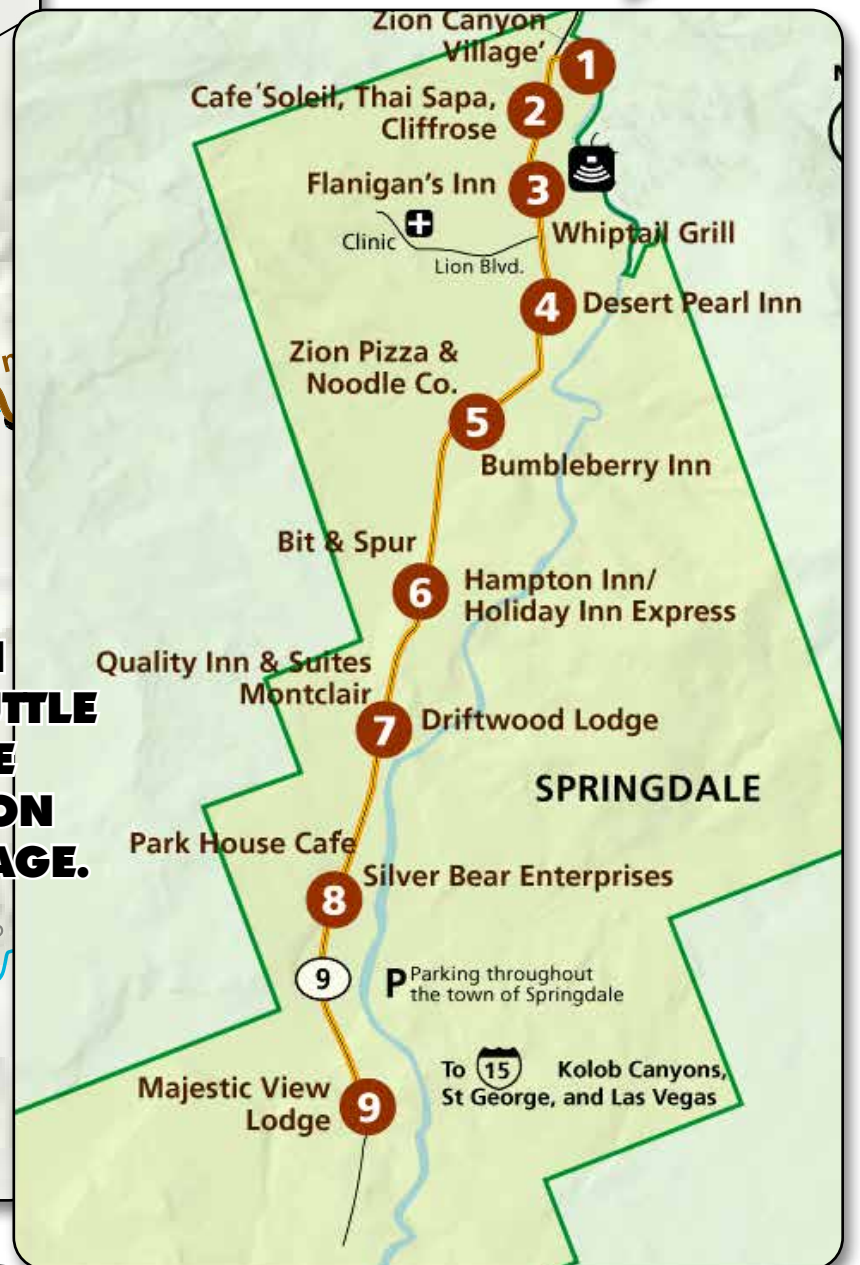 Zion Canyon
Village'
1
Cafe´Soleil, Thai Sapa,
Cliffrose
2
Flanigan's Inn
3
Whiptail Grill
Clinic
Lion Blvd.
4
Desert Pearl Inn
Zion Pizza &
Noodle Co.
5
Bumbleberry Inn
Bit & Spur
6
Hampton Inn/
Holiday Inn Express
Quality Inn & Suites
Montclair
7
Driftwood Lodge
SPRINGDALE
Park House Cafe
8
Silver Bear Enterprises
9
P Parking throughout
the town of Springdale
To 15 Kolob Canyons,
St George, and Las Vegas
Majestic View
Lodge
9